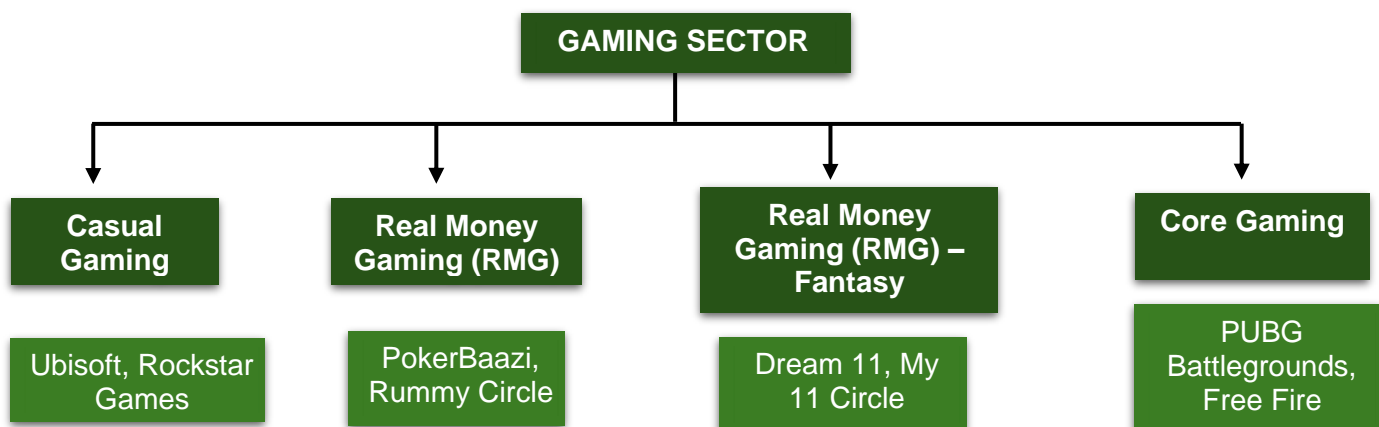 GAMING SECTOR
Casual
Gaming
Real Money
Gaming (RMG)
Real Money
Gaming (RMG) –
Fantasy
Core Gaming
Ubisoft, Rockstar
Games
PokerBaazi,
Rummy Circle
Dream 11, My
11 Circle
PUBG
Battlegrounds,
Free Fire